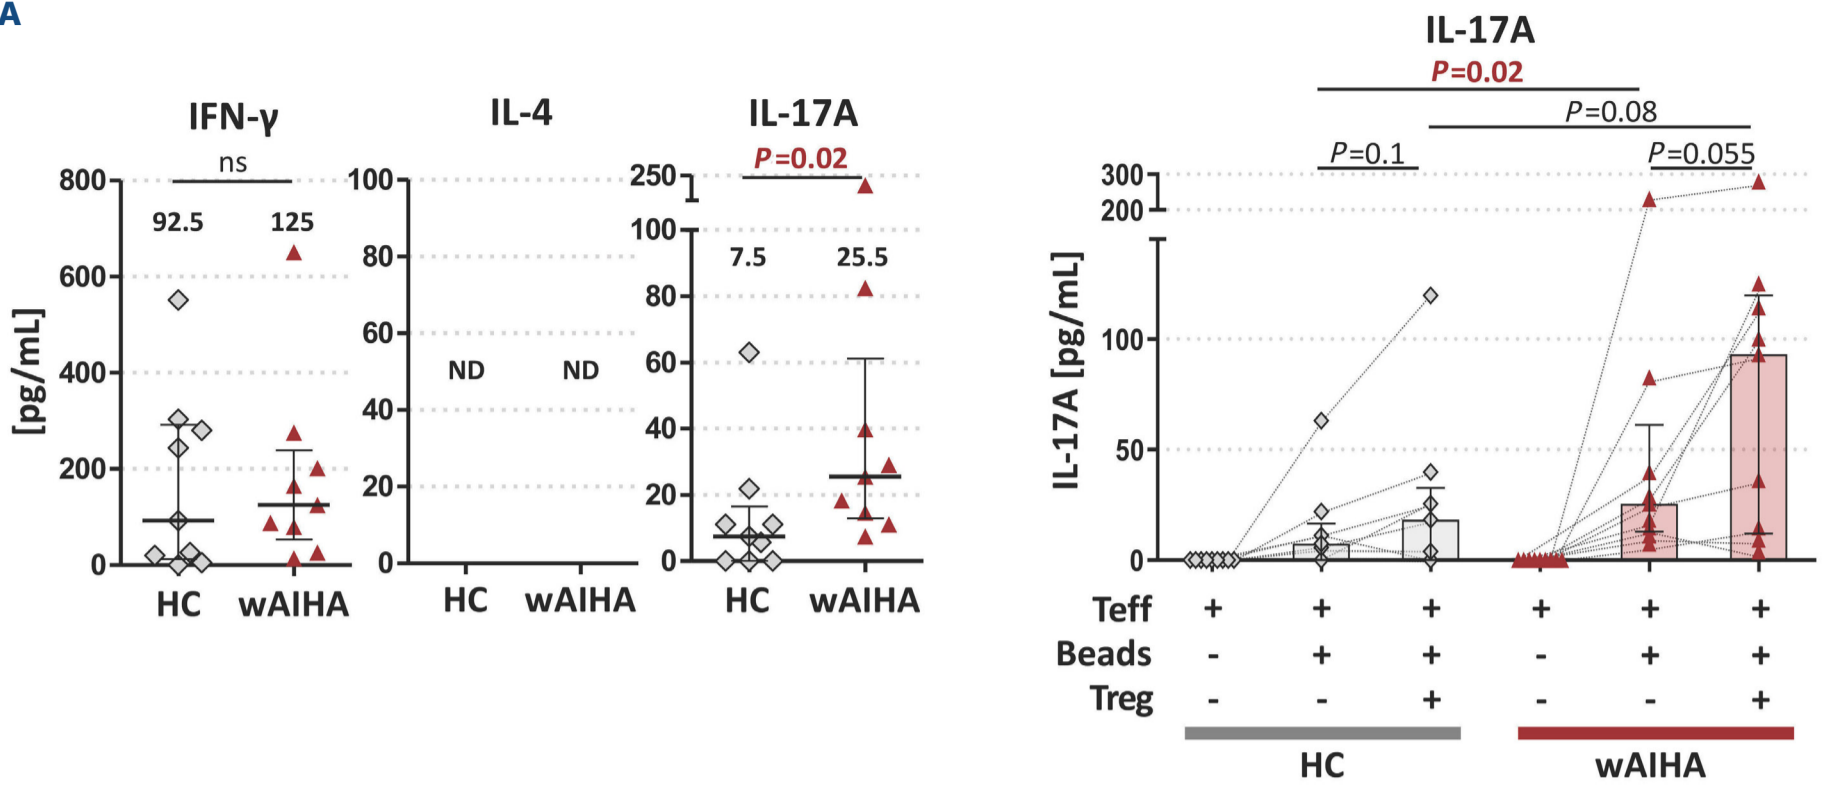 A
IFN-γ
ns
[pg/mL]
800
600
400
200
0
92.5 125
HC wAIHA
IL-4
100
80
60
40
20
0
ND ND
HC wAIHA
IL-17A
P=0.02
250
100
80
60
40
20
0
7.5 25.5
HC wAIHA
IL-17A
P=0.02
P=0.08
P=0.1 P=0.055
IL-17A [pg/mL]
300
200
100
50
0
Teff + + + + + +
Beads - + + - + +
Treg - - + - - +
HC wAIHA